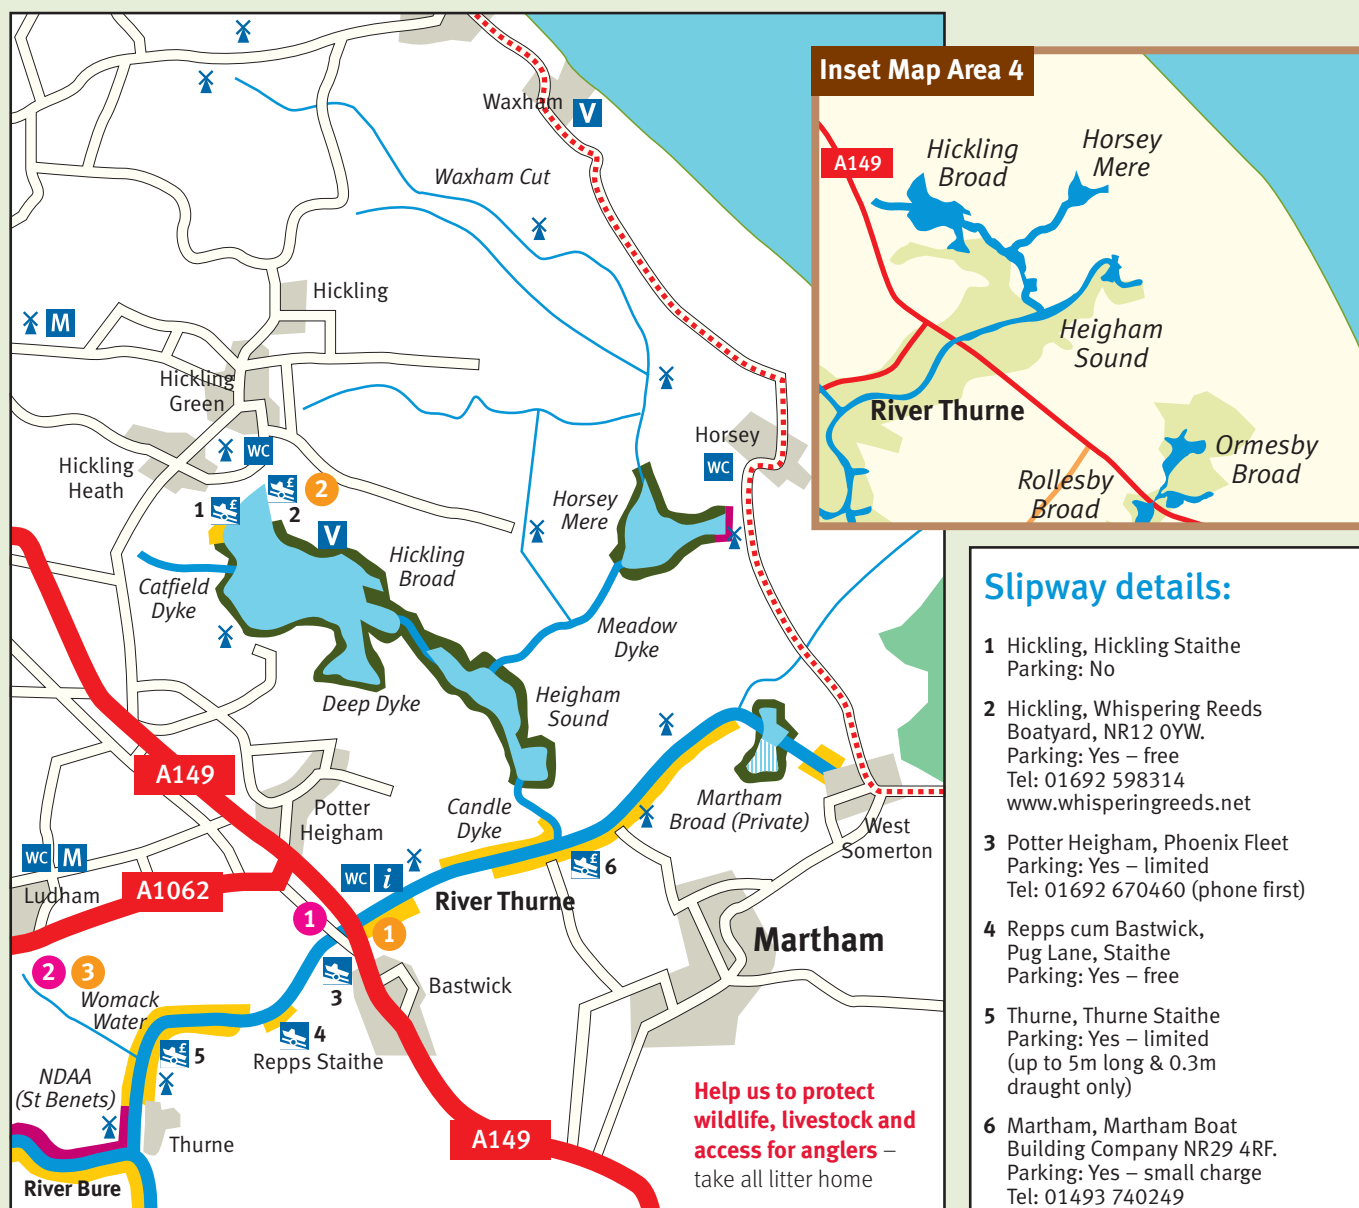 Inset Map Area 4
A149
Hickling
Broad
Horsey
Mere
Heigham
Sound
River Thurne
Ormesby
Broad
Rollesby
Broad
Waxham
V
Waxham Cut
Hickling
M
Hickling
Green
WC
Hickling
Heath
Horsey
WC
1
£
£
2
2
V
Horsey
Mere
Hickling
Broad
Catfield
Dyke
Meadow
Dyke
Deep Dyke
Heigham
Sound
A149
Potter
Heigham
Candle
Dyke
Martham
Broad (Private)
West
Somerton
WC M
Ludham
A1062
WC i
£
6
River Thurne
1
1
Martham
2 3
Womack
Water
3
Bastwick
4
Repps Staithe
£
5
NDAA
(St Benets)
Thurne
River Bure
A149
Help us to protect
wildlife, livestock and
access for anglers –
take all litter home
Slipway details:
1 Hickling, Hickling Staithe
Parking: No
2 Hickling, Whispering Reeds
Boatyard, NR12 0YW.
Parking: Yes – free
Tel: 01692 598314
www.whisperingreeds.net
3 Potter Heigham, Phoenix Fleet
Parking: Yes – limited
Tel: 01692 670460 (phone first)
4 Repps cum Bastwick,
Pug Lane, Staithe
Parking: Yes – free
5 Thurne, Thurne Staithe
Parking: Yes – limited
(up to 5m long & 0.3m
draught only)
6 Martham, Martham Boat
Building Company NR29 4RF.
Parking: Yes – small charge
Tel: 01493 740249